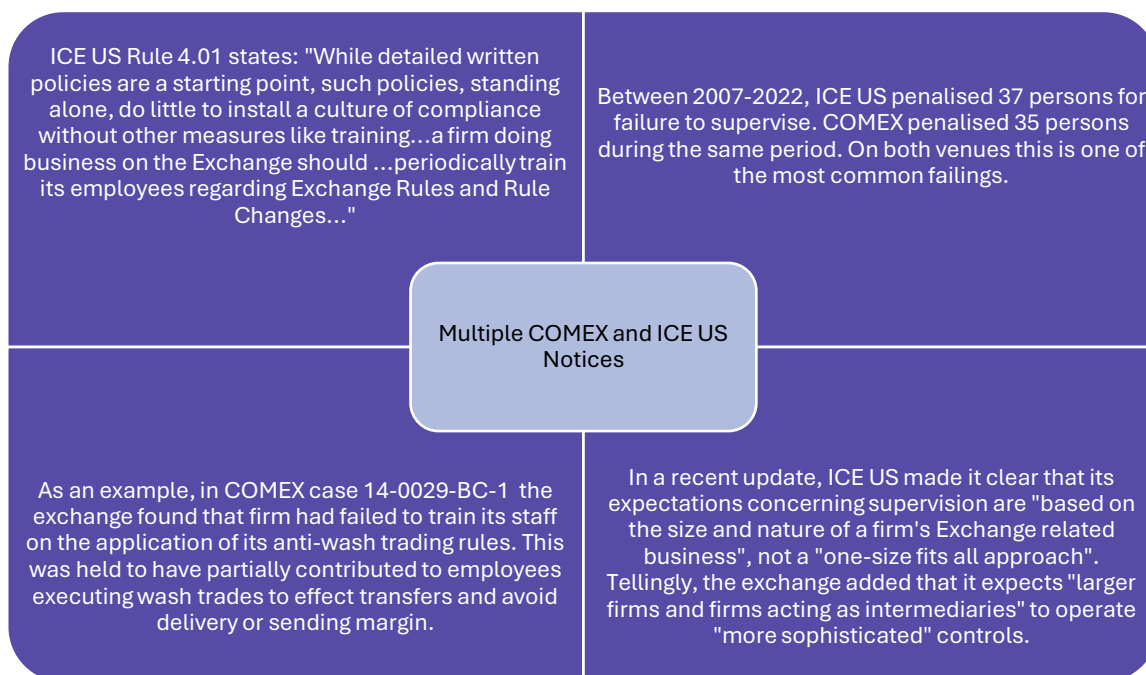 ICE US Rule 4.01 states: "While detailed written
policies are a starting point, such policies, standing
alone, do little to install a culture of compliance
without other measures like training...a firm doing
business on the Exchange should ...periodically train
its employees regarding Exchange Rules and Rule
Changes..."
Between 2007-2022, ICE US penalised 37 persons for
failure to supervise. COMEX penalised 35 persons
during the same period. On both venues this is one of
the most common failings.
Multiple COMEX and ICE US
Notices
As an example, in COMEX case 14-0029-BC-1 the
exchange found that firm had failed to train its staff
on the application of its anti-wash trading rules. This
was held to have partially contributed to employees
executing wash trades to effect transfers and avoid
delivery or sending margin.
In a recent update, ICE US made it clear that its
expectations concerning supervision are "based on
the size and nature of a firm's Exchange related
business", not a "one-size fits all approach".
Tellingly, the exchange added that it expects "larger
firms and firms acting as intermediaries" to operate
"more sophisticated" controls.